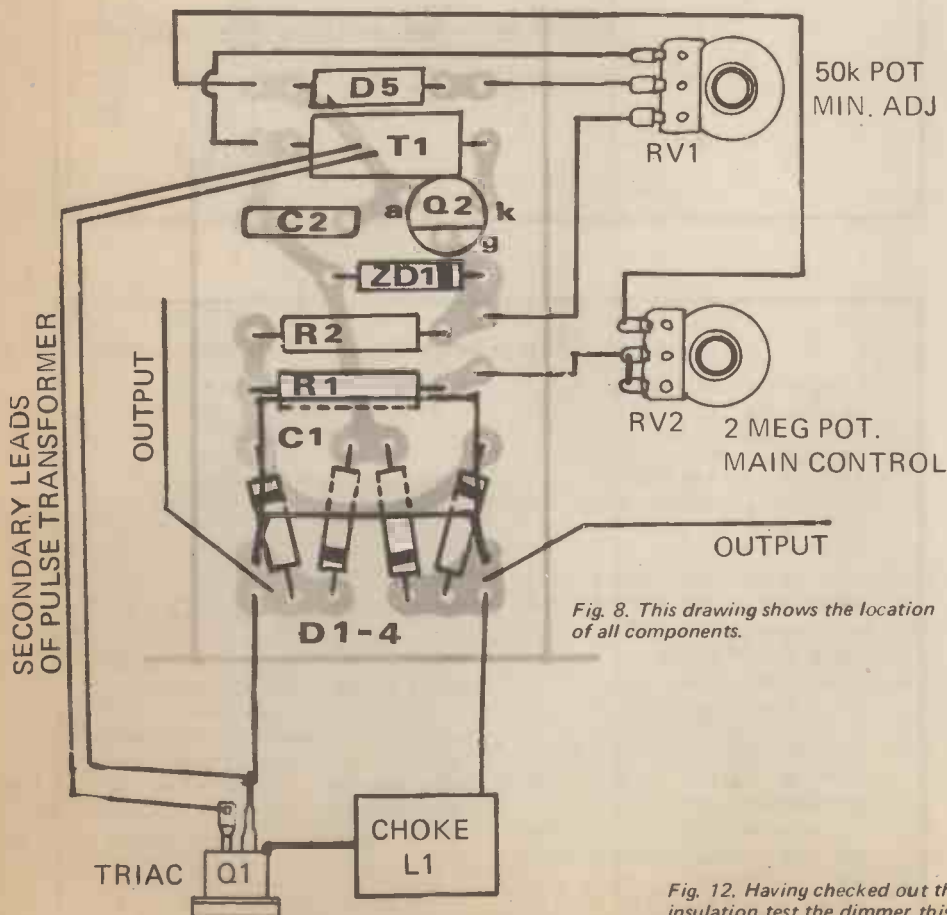 D5
T1
C2
a
Q2
k
g
ZD1
R2
R1
C1
D1-4
50k POT
MIN. ADJ
RV1
RV2
2 MEG POT.
MAIN CONTROL
OUTPUT
OUTPUT
SECONDARY LEADS
OF PULSE TRANSFORMER
Fig. 8. This drawing shows the location
of all components.
TRIAC
Q1
CHOKE
L1
Fig. 12. Having checked out th
insulation test the dimmer this